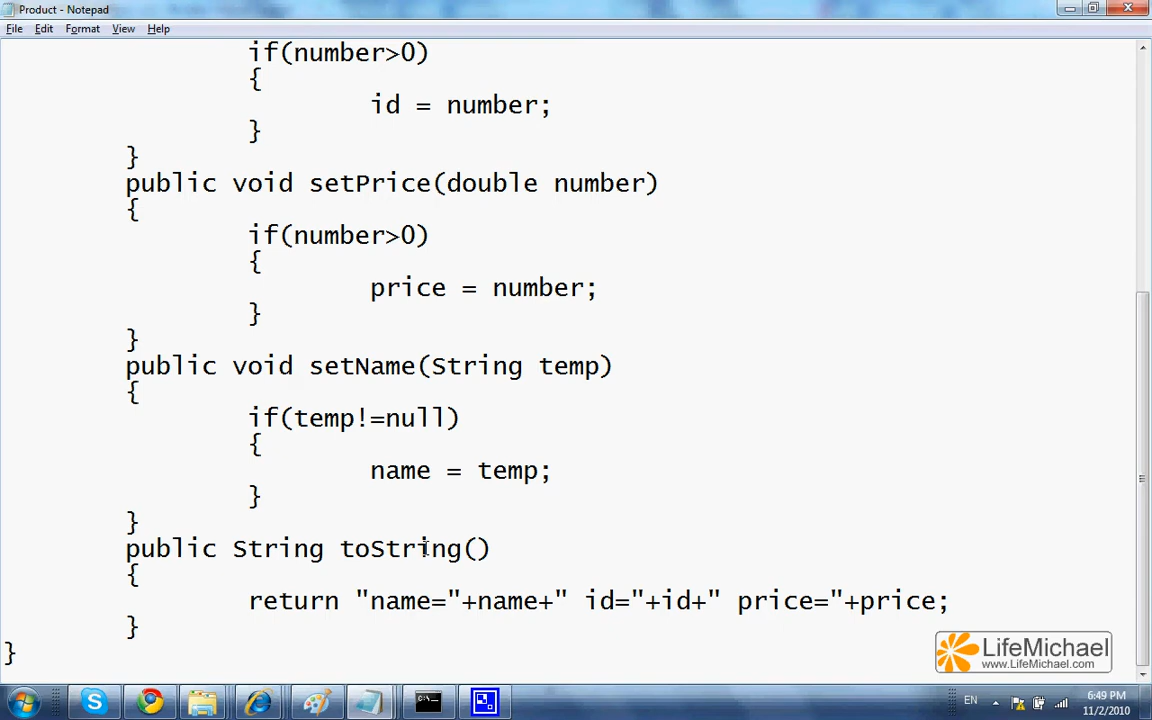 Product - Notepad
File Edit Format View Help
if(number>0)
{
id = number;
}
}
public void setPrice(double number)
{
if(number>0)
{
price = number;
}
}
public void setName(String temp)
{
if(temp!=null)
{
name = temp;
}
}
public String toString()
{
return "name="+name+" id="+id+" price="+price;
}
}
LifeMichael
www.LifeMichael.com
C:\
EN
6:49 PM
11/2/2010